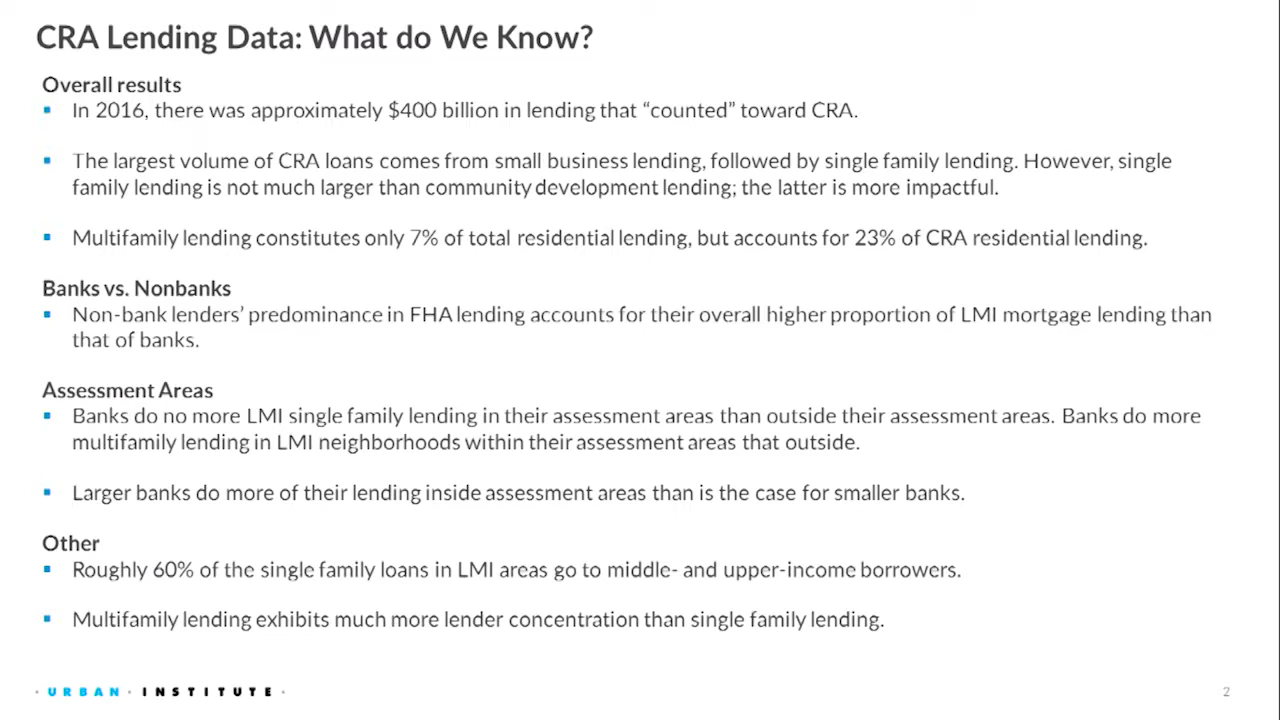 CRA Lending Data: What do We Know?
Overall results
▪ In 2016, there was approximately $400 billion in lending that “counted” toward CRA.
▪ The largest volume of CRA loans comes from small business lending, followed by single family lending. However, single
family lending is not much larger than community development lending; the latter is more impactful.
▪ Multifamily lending constitutes only 7% of total residential lending, but accounts for 23% of CRA residential lending.
Banks vs. Nonbanks
▪ Non-bank lenders’ predominance in FHA lending accounts for their overall higher proportion of LMI mortgage lending than
that of banks.
Assessment Areas
▪ Banks do no more LMI single family lending in their assessment areas than outside their assessment areas. Banks do more
multifamily lending in LMI neighborhoods within their assessment areas that outside.
▪ Larger banks do more of their lending inside assessment areas than is the case for smaller banks.
Other
▪ Roughly 60% of the single family loans in LMI areas go to middle- and upper-income borrowers.
▪ Multifamily lending exhibits much more lender concentration than single family lending.
· URBAN · INSTITUTE ·
2